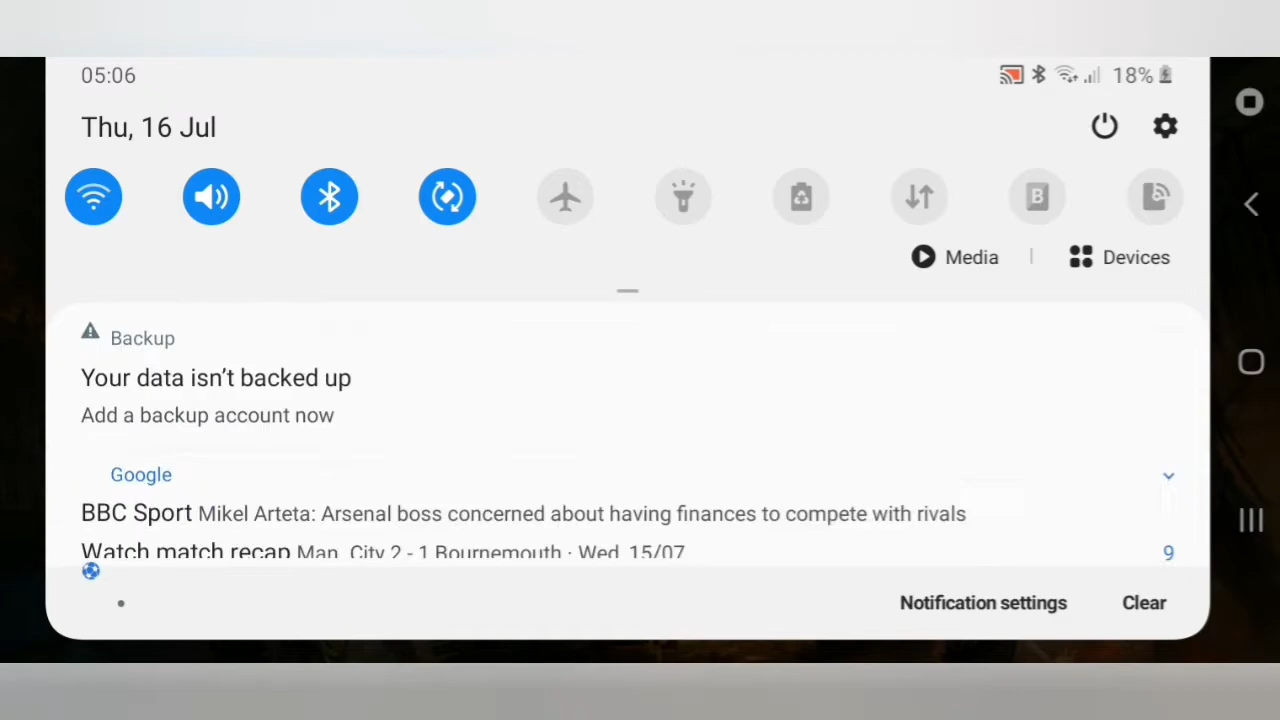 05:06
18%
Thu, 16 Jul
B
Media | Devices
Backup
Your data isn't backed up
Add a backup account now
Google
BBC Sport Mikel Arteta: Arsenal boss concerned about having finances to compete with rivals
Watch match recap Man. City 2 - 1 Bournemouth · Wed, 15/07
9
Notification settings
Clear